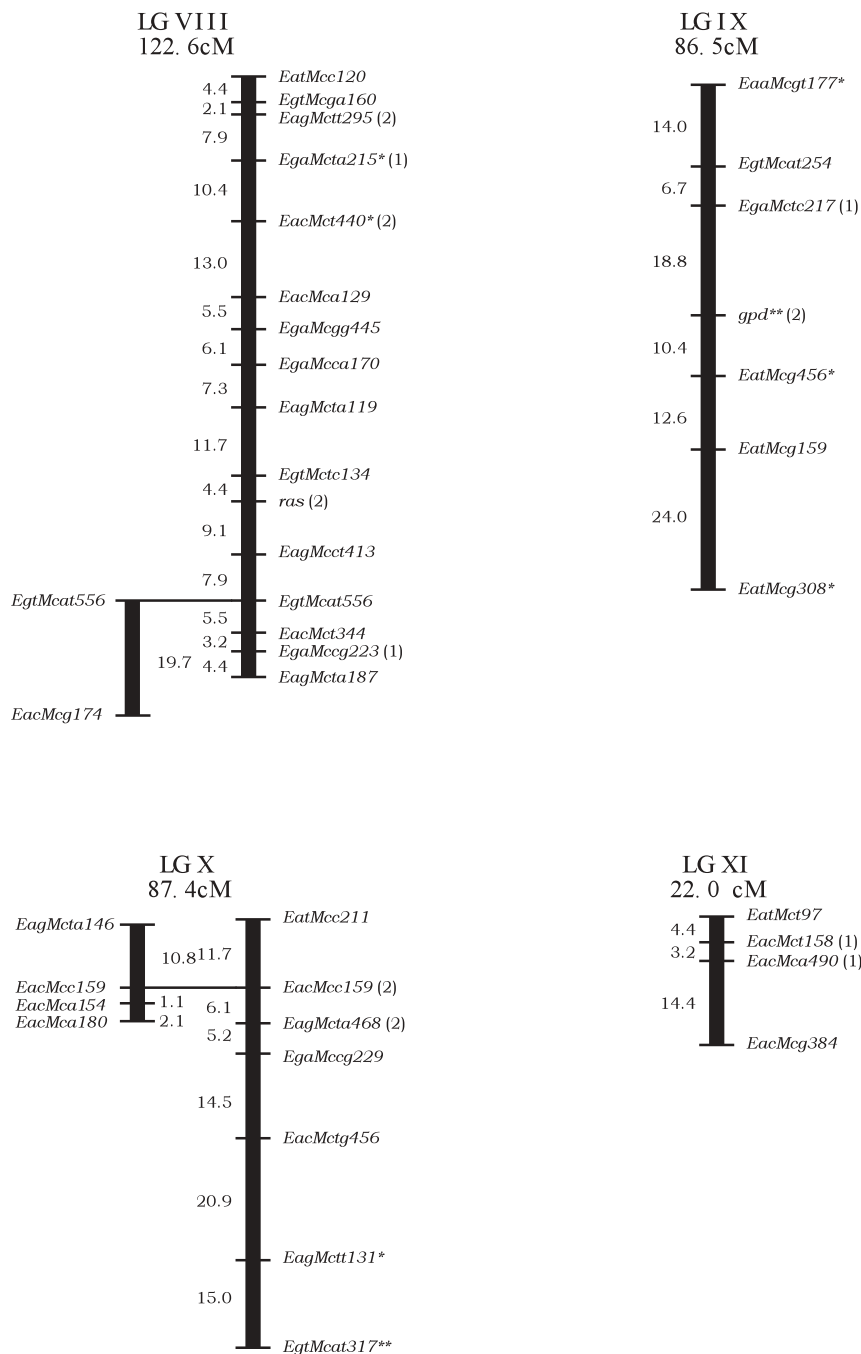 LG VIII
122. 6cM
EatMcc120
4.4
EgtMcga160
2.1
EagMctt295 (2)
7.9
EgaMcta215* (1)
10.4
EacMct440* (2)
13.0
EacMca129
5.5
EgaMcgg445
6.1
EgaMcca170
7.3
EagMcta119
11.7
EgtMctc134
4.4
ras (2)
9.1
EagMcct413
7.9
EgtMcat556
EgtMcat556
5.5
EacMct344
3.2
EgaMccg223 (1)
19.7
4.4
EagMcta187
EacMcg174
LG IX
86. 5cM
EaaMcgt177*
14.0
EgtMcat254
6.7
EgaMctc217 (1)
18.8
gpd** (2)
10.4
EatMcg456*
12.6
EatMcg159
24.0
EatMcg308*
LG X
87. 4cM
EatMcc211
EagMcta146
10.8
11.7
EacMcc159
EacMcc159 (2)
EacMca154
1.1
6.1
EacMca180
2.1
EagMcta468 (2)
5.2
EgaMccg229
14.5
EacMctg456
20.9
EagMctt131*
15.0
EgtMcat317**
LG XI
22. 0 cM
EatMct97
4.4
EacMct158 (1)
3.2
EacMca490 (1)
14.4
EacMcg384